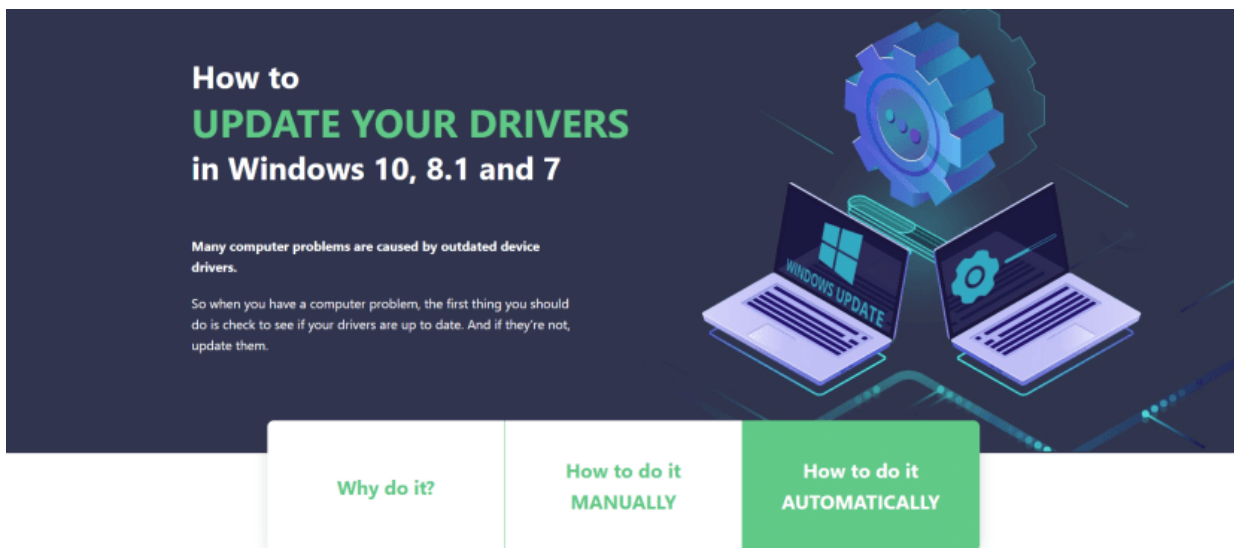 How to
UPDATE YOUR DRIVERS
in Windows 10, 8.1 and 7
Many computer problems are caused by outdated device
drivers.
So when you have a computer problem, the first thing you should
do is check to see if your drivers are up to date. And if they're not,
update them.
WINDOWS UPDATE
Why do it?
How to do it
MANUALLY
How to do it
AUTOMATICALLY